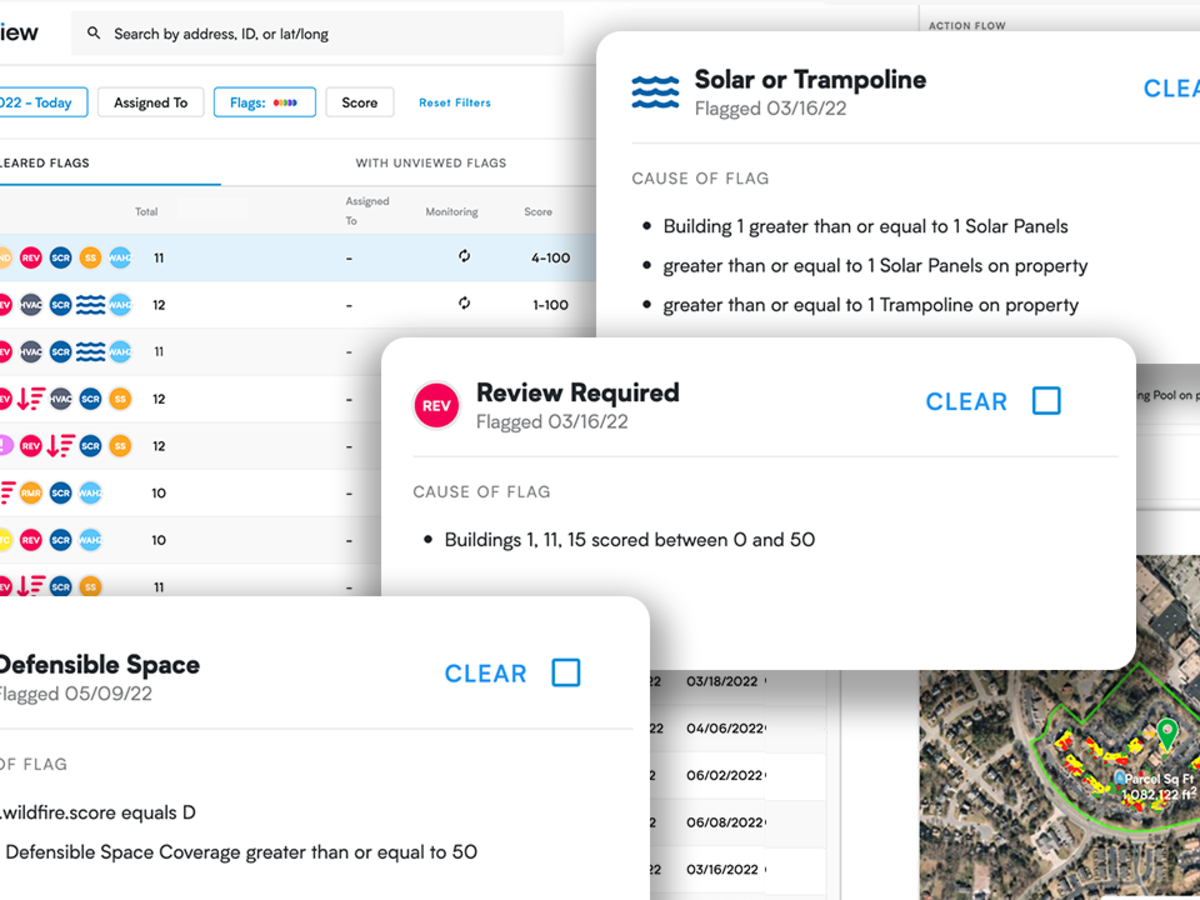 iew
Search by address, ID, or lat/long
022 - Today
Assigned To
Flags:
Score
Reset Filters
LEARED FLAGS
WITH UNVIEWED FLAGS
Total
Assigned
To
Monitoring
Score
ND REV SCR SS WAHZ 11 - 4-100
EV HVAC SCR WAHZ 12 - 1-100
EV HVAC SCR WAHZ 11 -
EV HVAC SCR SS 12 -
! REV SCR SS 12 -
RMR SCR WAHZ 10 -
TC REV SCR WAHZ 10 -
EV SCR SS 11 -
ACTION FLOW
Solar or Trampoline
Flagged 03/16/22
CLEA
CAUSE OF FLAG
• Building 1 greater than or equal to 1 Solar Panels
• greater than or equal to 1 Solar Panels on property
• greater than or equal to 1 Trampoline on property
ng Pool on p
REV
Review Required
Flagged 03/16/22
CLEAR
CAUSE OF FLAG
• Buildings 1, 11, 15 scored between 0 and 50
Defensible Space
Flagged 05/09/22
CLEAR
OF FLAG
.wildfire.score equals D
Defensible Space Coverage greater than or equal to 50
22 03/18/2022
22 04/06/2022
2 06/02/2022
2 06/08/2022
22 03/16/2022
Parcel Sq Ft
1,082,122 ft²